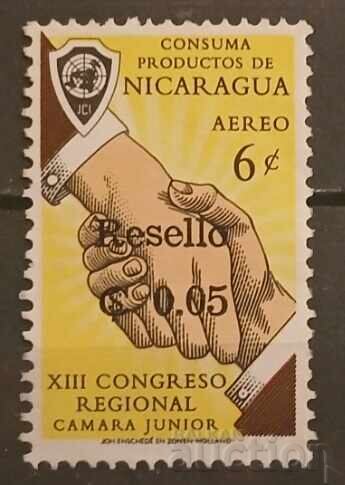 JCI
CONSUMA
PRODUCTOS DE
NICARAGUA
AEREO
6¢
Resello
₡ 0.05
XIII CONGRESO
REGIONAL
CAMARA JUNIOR
JOH ENSCHEDÉ EN ZONEN-HOLLAND
auction